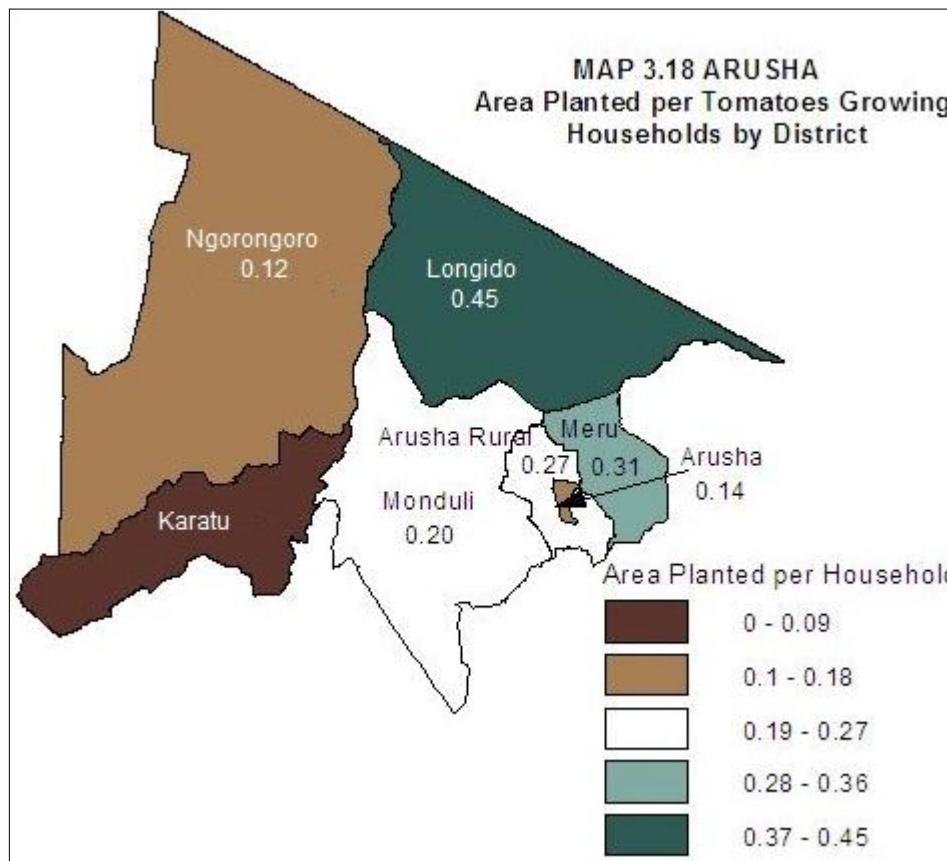 MAP 3.18 ARUSHA
Area Planted per Tomatoes Growing
Households by District
Ngorongoro
0.12
Longido
0.45
Arusha Rural
0.27
Meru
0.31
Arusha
0.14
Karatu
Monduli
0.20
Area Planted per Household
0 - 0.09
0.1 - 0.18
0.19 - 0.27
0.28 - 0.36
0.37 - 0.45